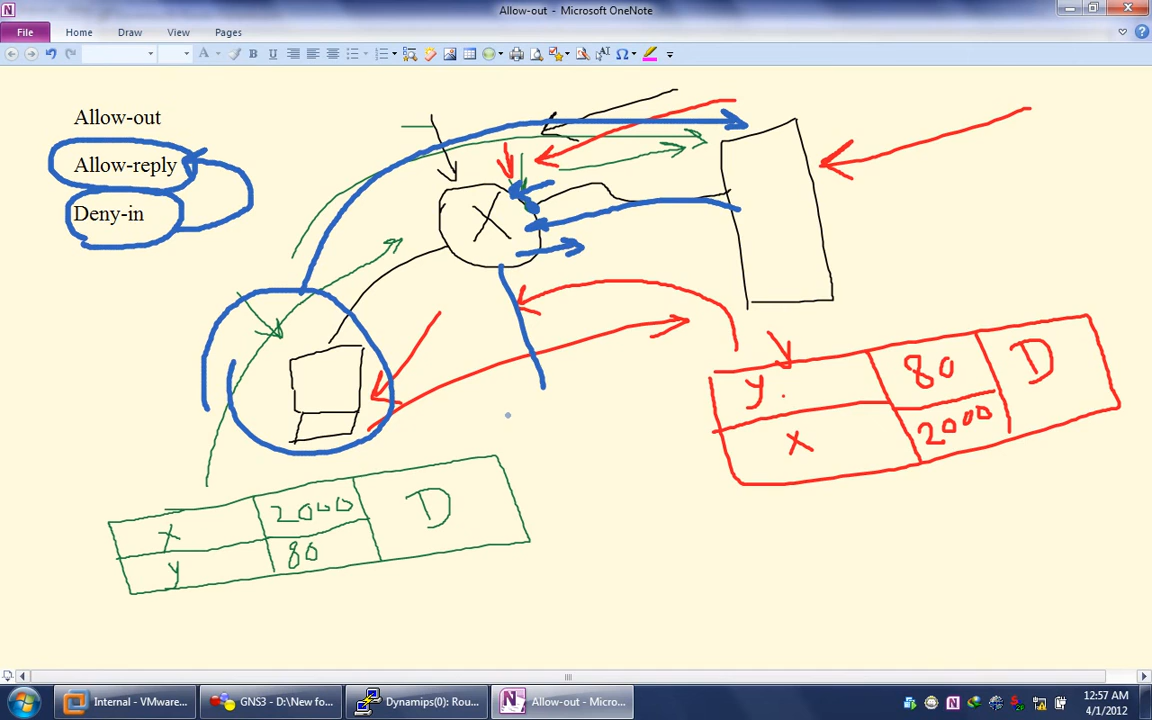 Allow-out - Microsoft OneNote
File Home Draw View Pages
Allow-out
Allow-reply
Deny-in
X
y. 80 D
x 2000
x 2000 D
y 80
Internal - VMware... GNS3 - D:\New fo... Dynamips(0): Rou... Allow-out - Micros...
12:57 AM
4/1/2012